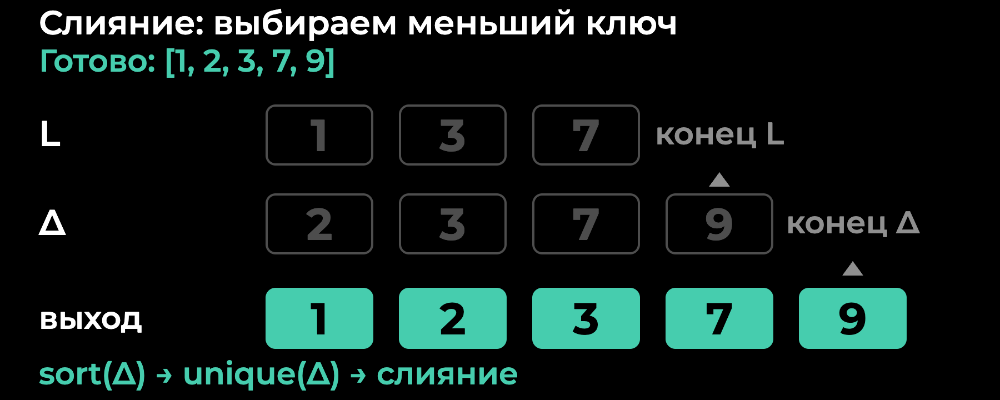 Слияние: выбираем меньший ключ
Готово: [1, 2, 3, 7, 9]
L 1 3 7 конец L
Δ 2 3 7 9 конец Δ
выход 1 2 3 7 9
sort(Δ) → unique(Δ) → слияние